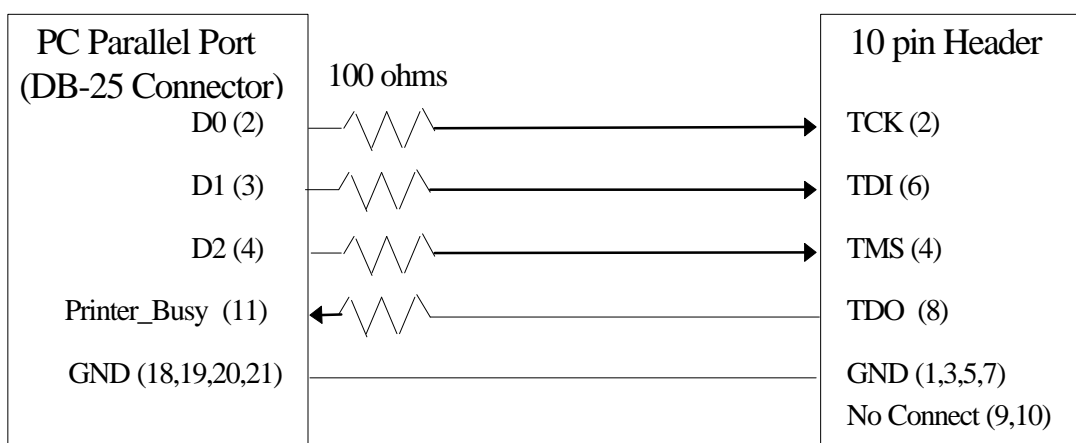 PC Parallel Port
(DB-25 Connector)
100 ohms
10 pin Header
D0 (2)
TCK (2)
D1 (3)
TDI (6)
D2 (4)
TMS (4)
Printer_Busy (11)
TDO (8)
GND (18,19,20,21)
GND (1,3,5,7)
No Connect (9,10)